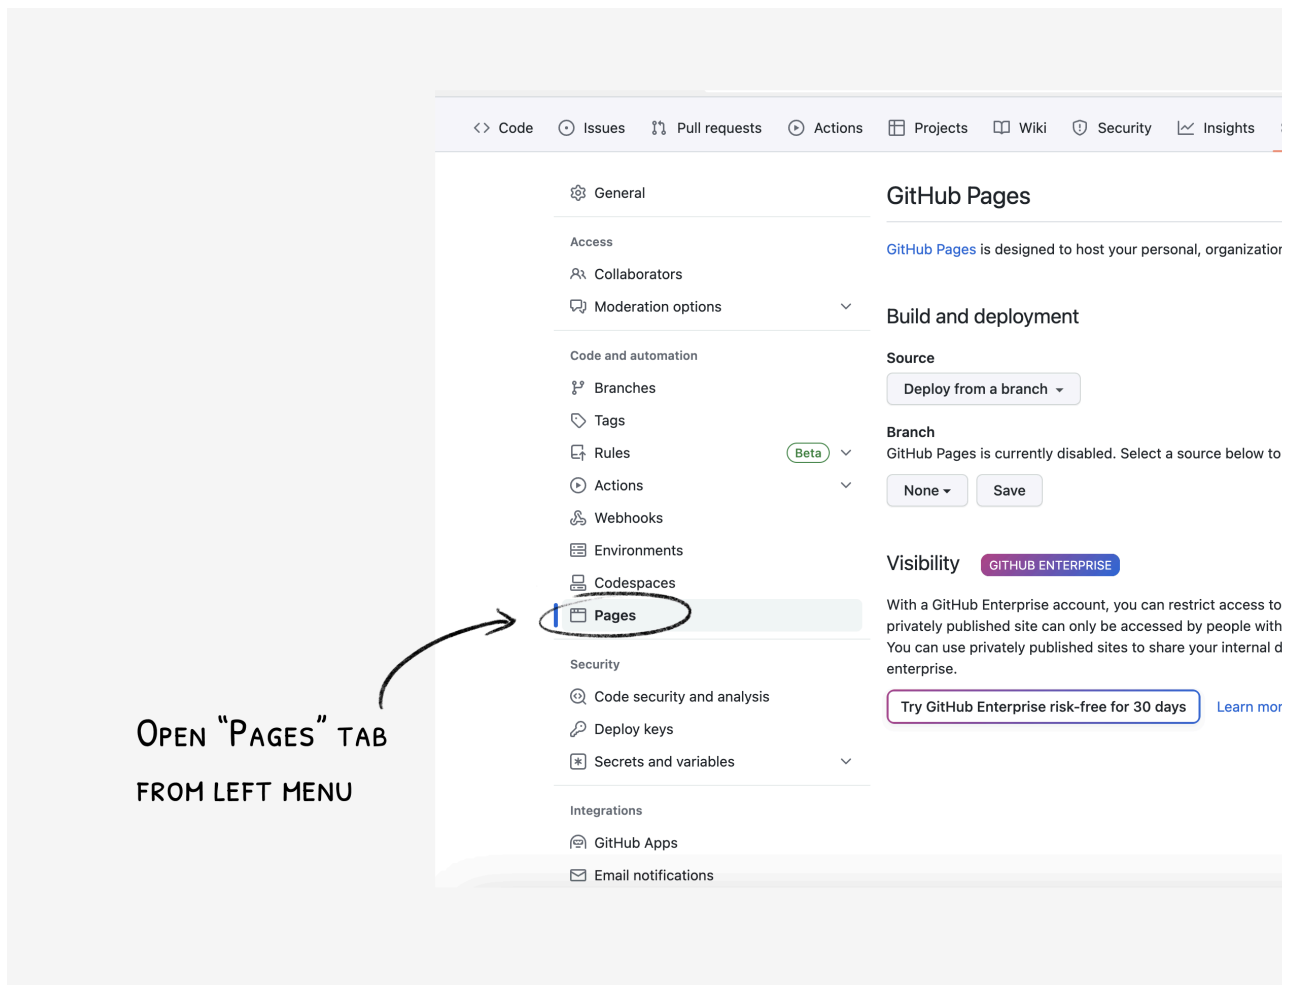 Code Issues Pull requests Actions Projects Wiki Security Insights
General
Access
Collaborators
Moderation options
Code and automation
Branches
Tags
Rules Beta
Actions
Webhooks
Environments
Codespaces
Pages
Security
Code security and analysis
Deploy keys
Secrets and variables
Integrations
GitHub Apps
Email notifications
GitHub Pages
GitHub Pages is designed to host your personal,
Build and deployment
Source
Deploy from a branch
Branch
GitHub Pages is currently disabled. Select a source below to
None Save
Visibility GITHUB ENTERPRISE
With a GitHub Enterprise account, you can restrict access to
privately published site can only be accessed by people with
You can use privately published sites to share your internal
enterprise.
Try GitHub Enterprise risk-free for 30 days Learn
OPEN “PAGES” TAB
FROM LEFT MENU